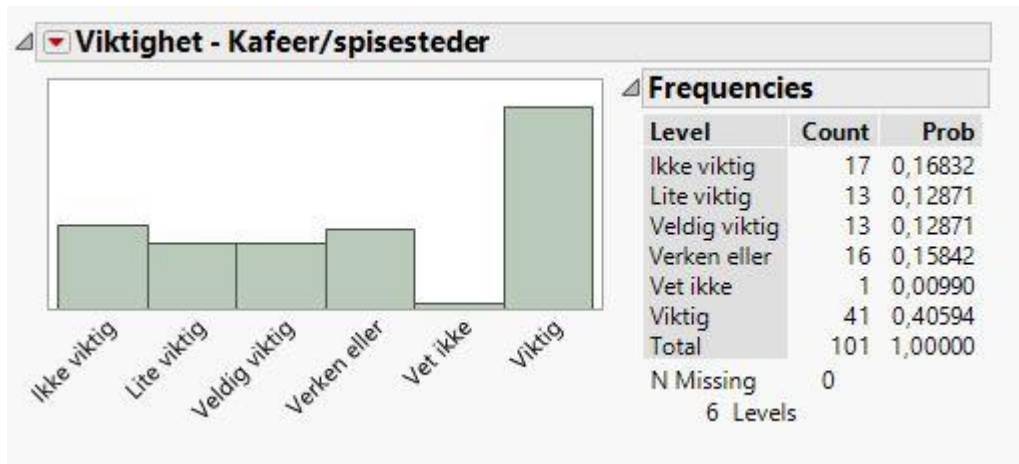 Viktighet - Kafeer/spisesteder
Ikke viktig
Lite viktig
Veldig viktig
Verken eller
Vet ikke
Viktig
Frequencies
Level Count Prob
Ikke viktig 17 0,16832
Lite viktig 13 0,12871
Veldig viktig 13 0,12871
Verken eller 16 0,15842
Vet ikke 1 0,00990
Viktig 41 0,40594
Total 101 1,00000
N Missing 0
6 Levels